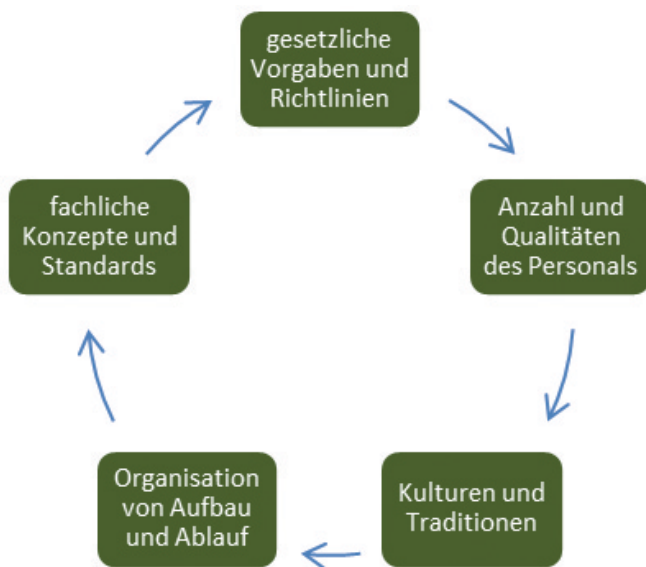 gesetzliche
Vorgaben und
Richtlinien
Anzahl und
Qualitäten
des Personals
Kulturen und
Traditionen
Organisation
von Aufbau
und Ablauf
fachliche
Konzepte und
Standards